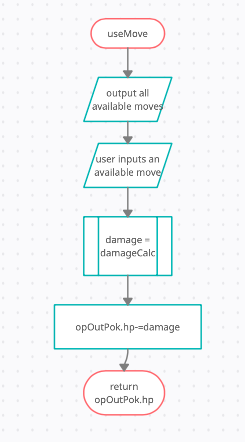 useMove
output all
available moves
user inputs an
available move
damage =
damageCalc
opOutPok.hp-=damage
return
opOutPok.hp